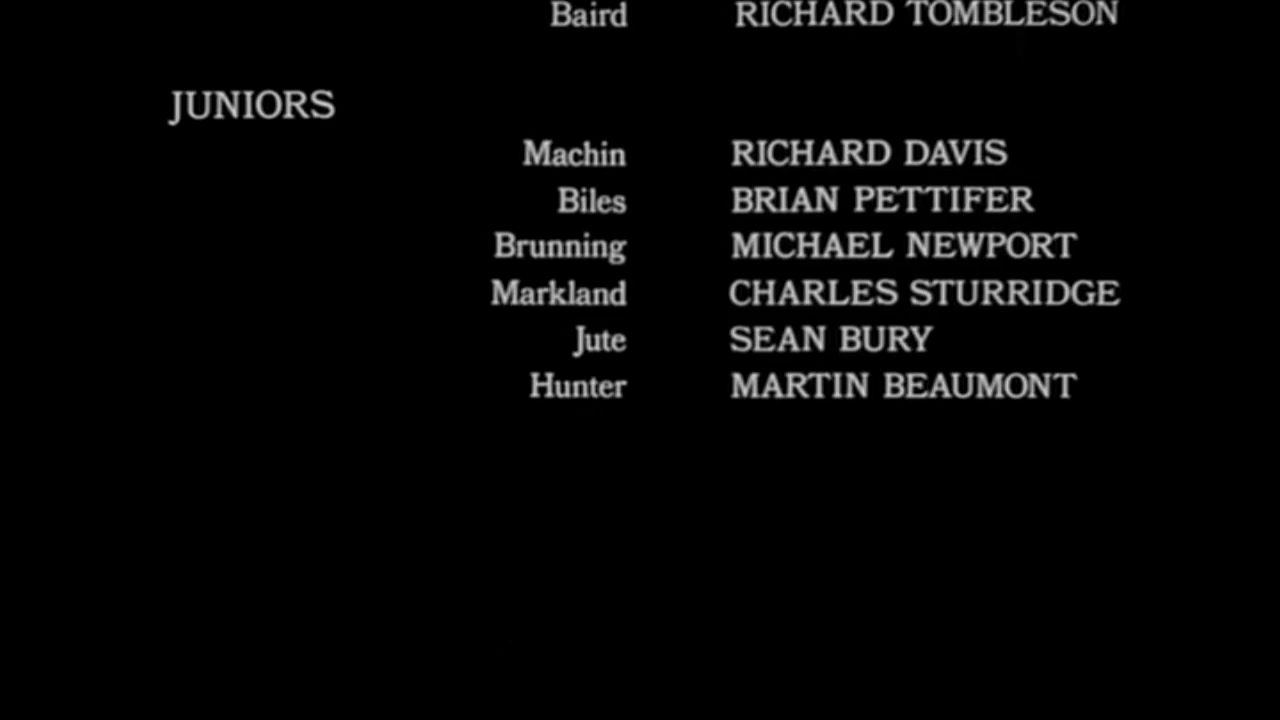 Baird RICHARD TOMBLESON
JUNIORS
Machin RICHARD DAVIS
Biles BRIAN PETTIFER
Brunning MICHAEL NEWPORT
Markland CHARLES STURRIDGE
Jute SEAN BURY
Hunter MARTIN BEAUMONT